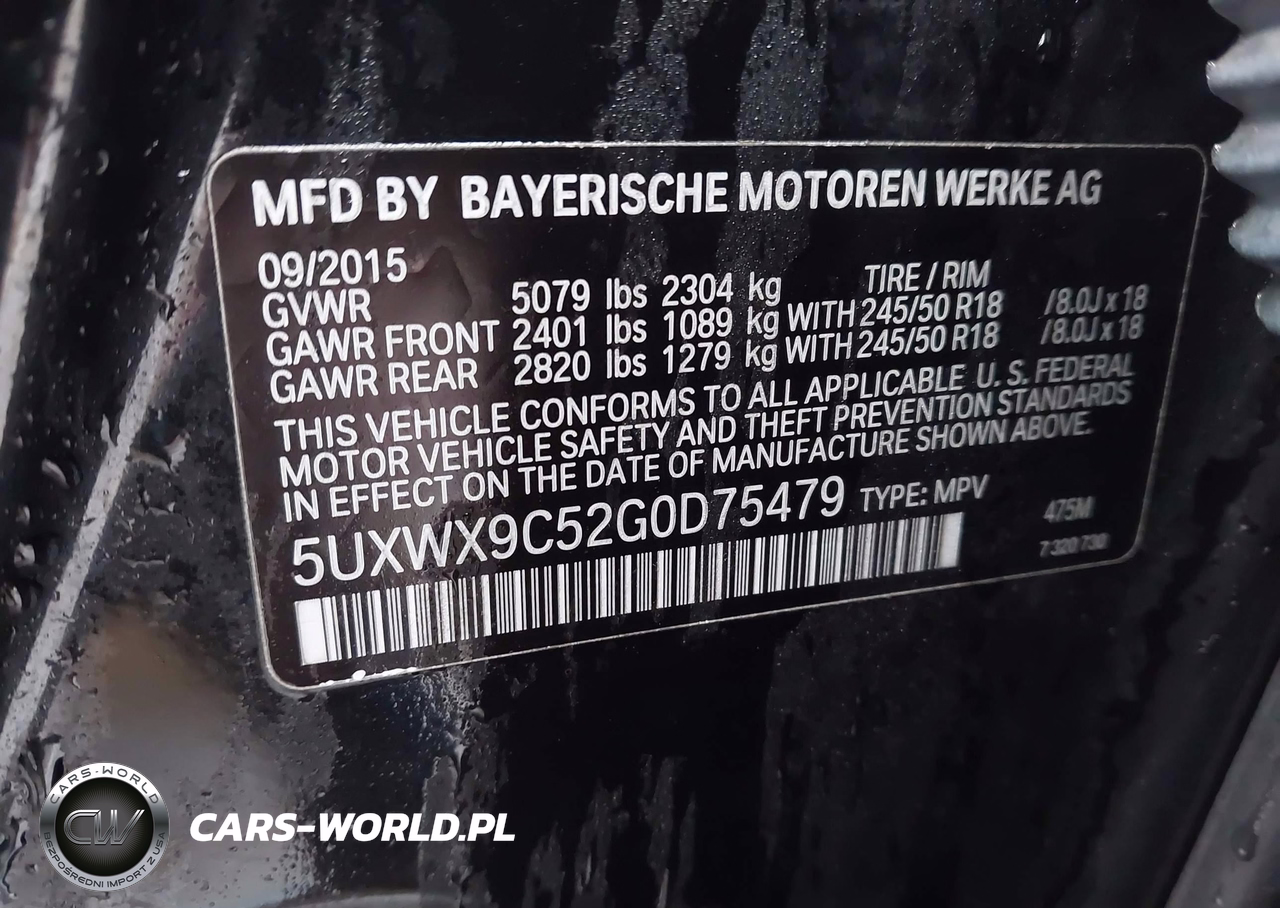 MFD BY BAYERISCHE MOTOREN WERKE AG
09/2015 TIRE / RIM
GVWR 5079 lbs 2304 kg
GAWR FRONT 2401 lbs 1089 kg WITH 245/50 R18 /8.0J x 18
GAWR REAR 2820 lbs 1279 kg WITH 245/50 R18 /8.0J x 18
THIS VEHICLE CONFORMS TO ALL APPLICABLE U. S. FEDERAL
MOTOR VEHICLE SAFETY AND THEFT PREVENTION STANDARDS
IN EFFECT ON THE DATE OF MANUFACTURE SHOWN ABOVE.
5UXWX9C52G0D75479 TYPE: MPV
475M
7 320 730
CARS-WORLD
CW
BEZPOŚREDNI IMPORT Z USA
CARS-WORLD.PL